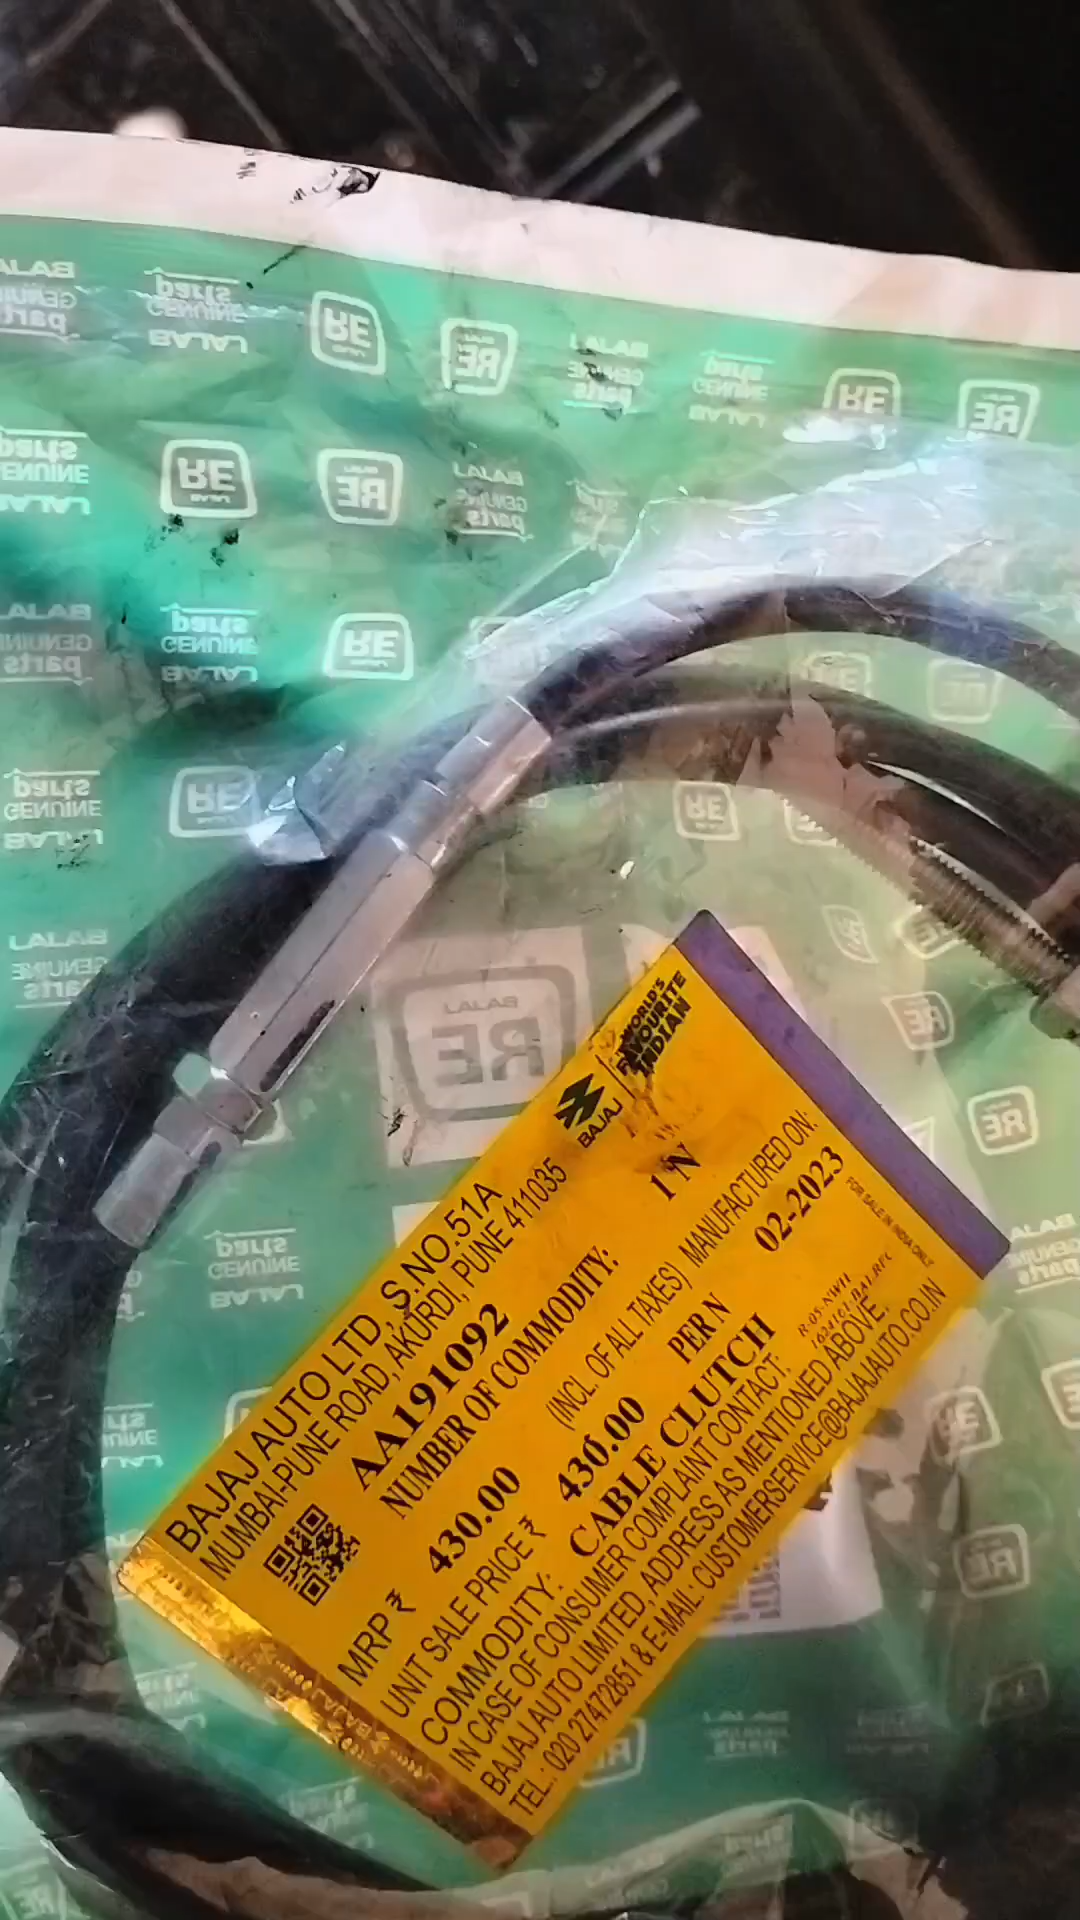 WORLD'S
FAVOURITE
INDIAN
BAJAJ
BAJAJ AUTO LTD, S.NO.51A
MUMBAI-PUNE ROAD, AKURDI, PUNE 411035
AA191092
NUMBER OF COMMODITY: 1 N
MRP ₹ 430.00 (INCL. OF ALL TAXES) MANUFACTURED ON:
UNIT SALE PRICE ₹ 430.00 PER N 02-2023
COMMODITY: CABLE CLUTCH
FOR SALE IN INDIA ONLY
IN CASE OF CONSUMER COMPLAINT CONTACT:
BAJAJ AUTO LIMITED, ADDRESS AS MENTIONED ABOVE.
TEL.: 020 27472851 & E-MAIL: CUSTOMERSERVICE@BAJAJAUTO.CO.IN
BAJAJ
GENUINE
parts
RE
BAJAJ